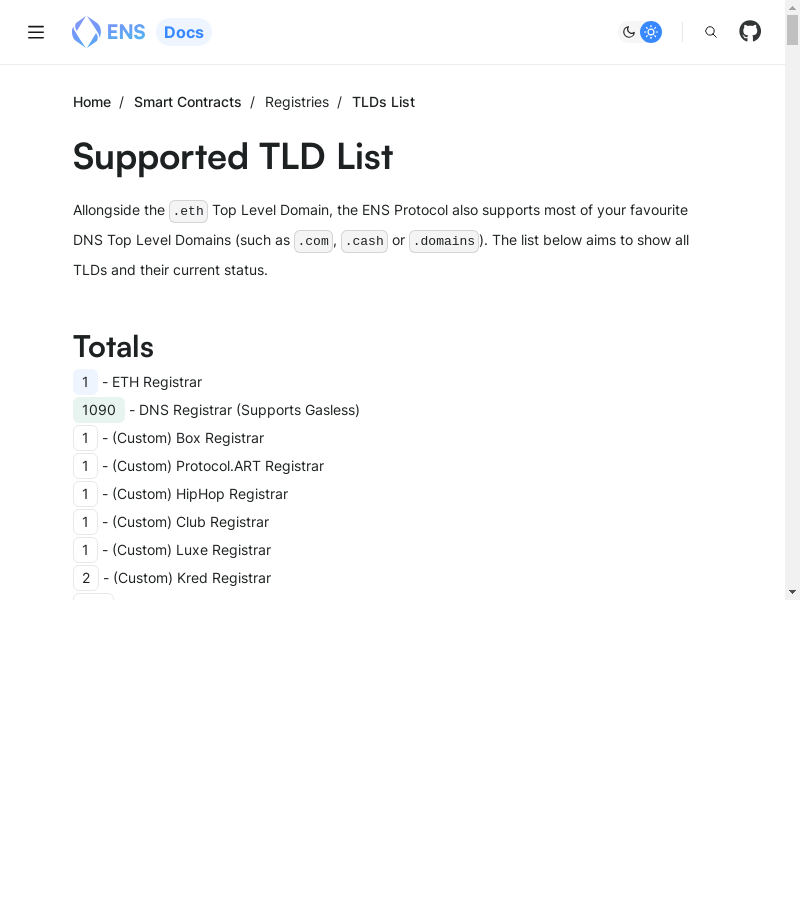 ENS Docs
Home / Smart Contracts / Registries / TLDs List
Supported TLD List
Allongside the .eth Top Level Domain, the ENS Protocol also supports most of your favourite
DNS Top Level Domains (such as .com, .cash or .domains). The list below aims to show all
TLDs and their current status.
Totals
1 - ETH Registrar
1090 - DNS Registrar (Supports Gasless)
1 - (Custom) Box Registrar
1 - (Custom) Protocol.ART Registrar
1 - (Custom) HipHop Registrar
1 - (Custom) Club Registrar
1 - (Custom) Luxe Registrar
2 - (Custom) Kred Registrar